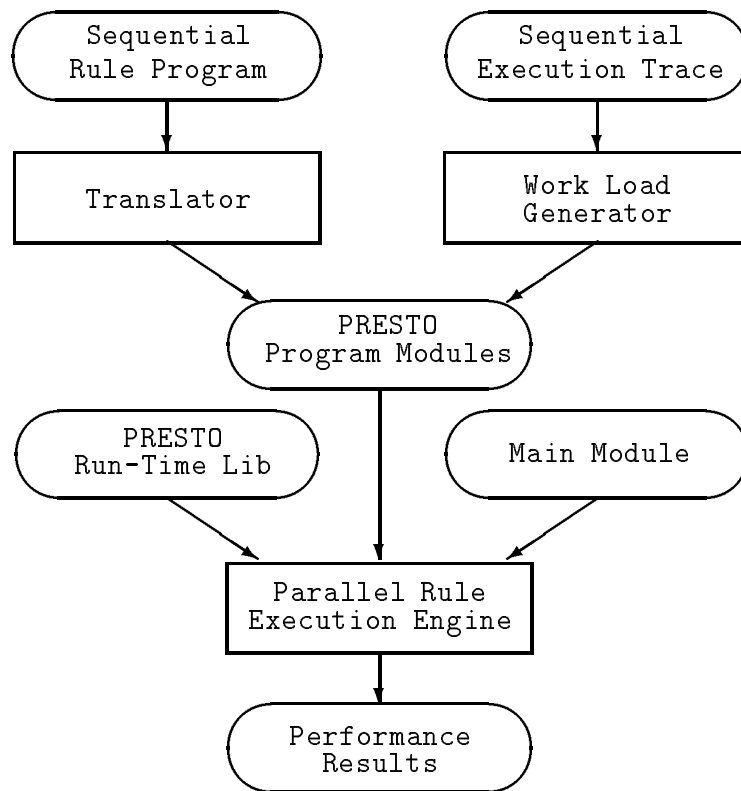 Sequential
Rule Program
Sequential
Execution Trace
Translator
Work Load
Generator
PRESTO
Program Modules
PRESTO
Run-Time Lib
Main Module
Parallel Rule
Execution Engine
Performance
Results